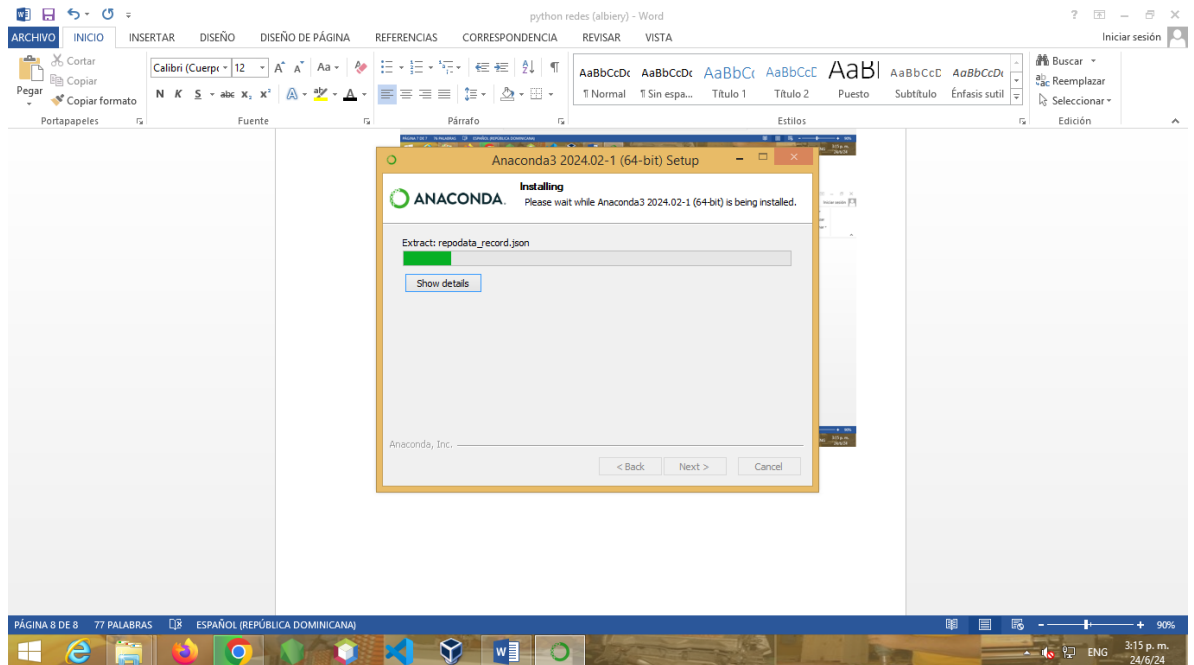 python redes (albiery) - Word
ARCHIVO INICIO INSERTAR DISEÑO DISEÑO DE PÁGINA REFERENCIAS CORRESPONDENCIA REVISAR VISTA Iniciar sesión
Pegar
Cortar
Copiar
Copiar formato
Portapapeles
Calibri (Cuerpo 12
N K S abc X₂ X²
Fuente
Párrafo
AaBbCcDc AaBbCcDc AaBbCc AaBbCcD AaBl AaBbCcD AaBbCcDc
¶ Normal ¶ Sin espa... Título 1 Título 2 Puesto Subtítulo Énfasis sutil
Estilos
Buscar
Reemplazar
Seleccionar
Edición
Anaconda3 2024.02-1 (64-bit) Setup
ANACONDA.
Installing
Please wait while Anaconda3 2024.02-1 (64-bit) is being installed.
Extract: repodata_record.json
Show details
Anaconda, Inc.
< Back Next > Cancel
PÁGINA 8 DE 8 77 PALABRAS ESPAÑOL (REPÚBLICA DOMINICANA) 90%
ENG
3:15 p. m.
24/6/24